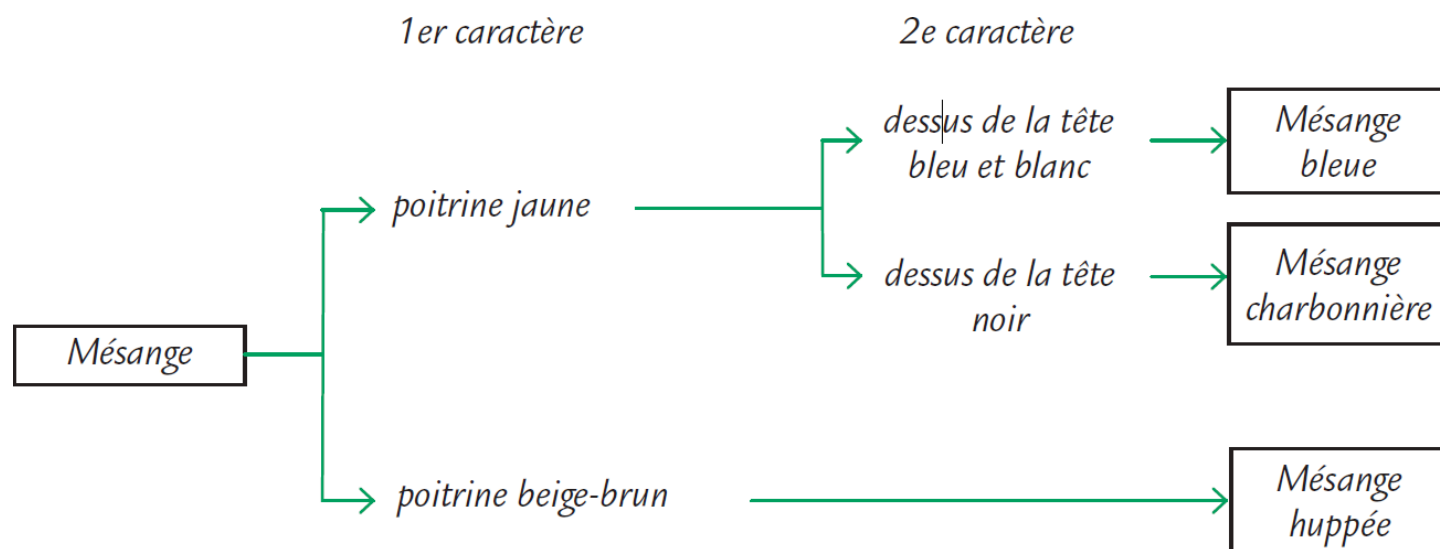 1er caractère
2e caractère
dessus de la tête
bleu et blanc
Mésange
bleue
poitrine jaune
dessus de la tête
noir
Mésange
charbonnière
Mésange
poitrine beige-brun
Mésange
huppée